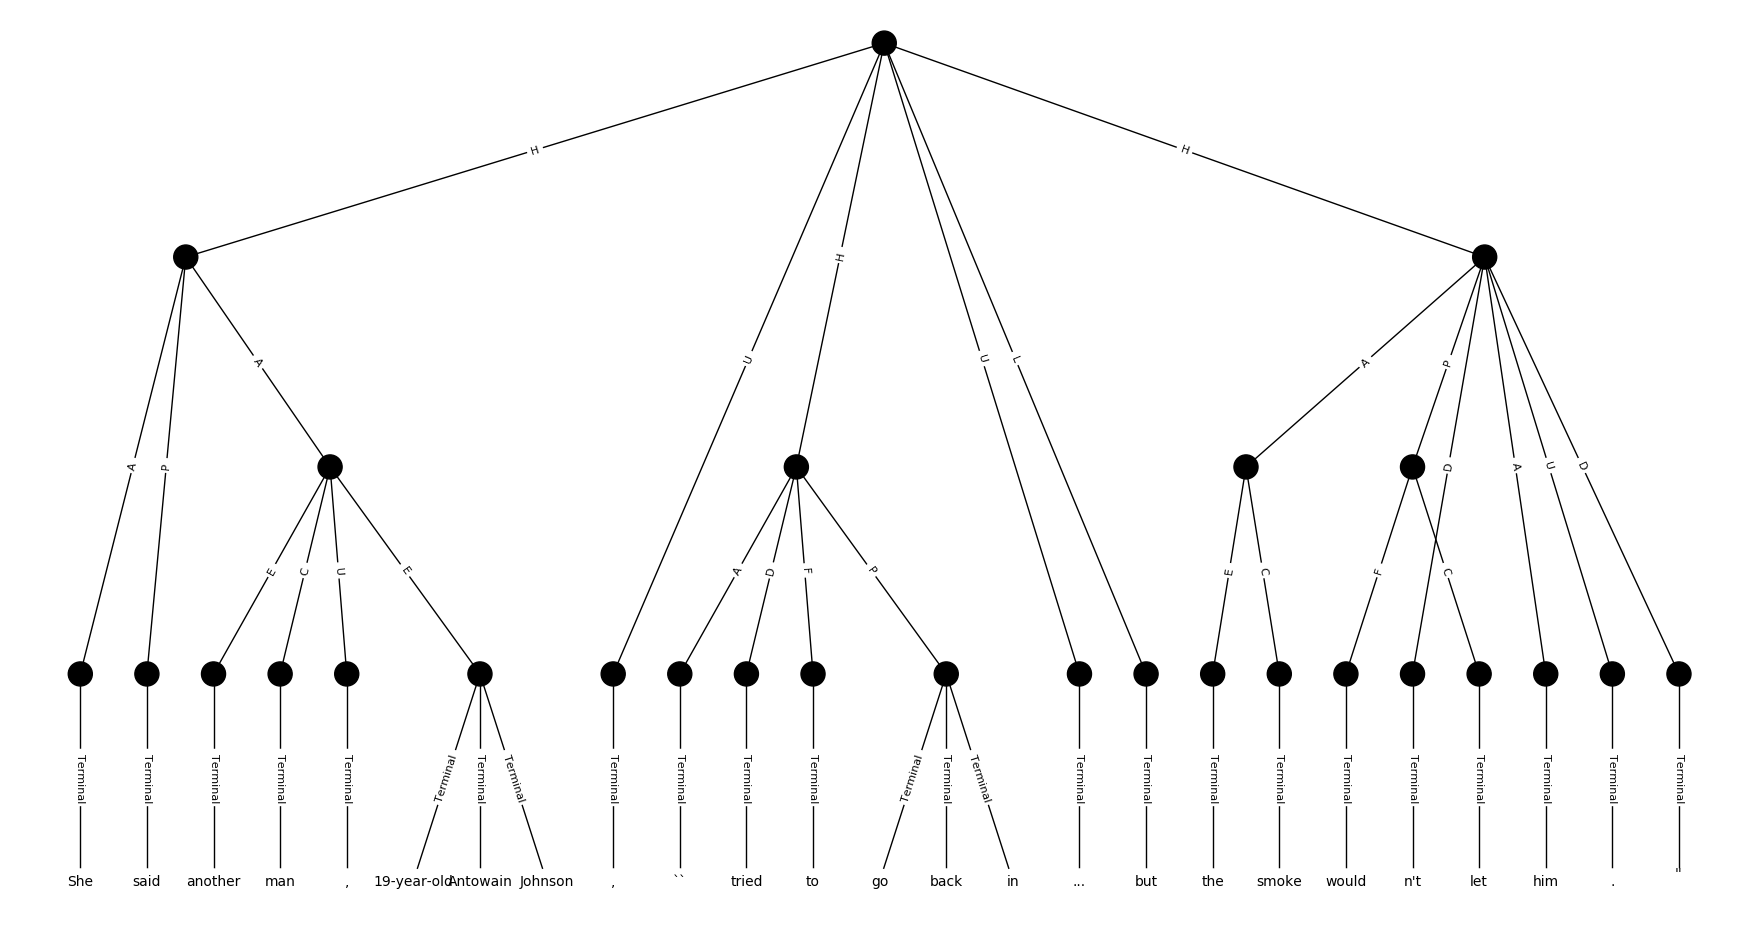 H H
H
U U L
A A P
A P D A U D
E C U E A D F P E C F C
Terminal Terminal Terminal Terminal Terminal Terminal Terminal Terminal Terminal Terminal Terminal Terminal Terminal Terminal Terminal Terminal Terminal Terminal Terminal Terminal Terminal Terminal Terminal Terminal Terminal
She said another man , 19-year-old Antowain Johnson , `` tried to go back in ... but the smoke would n't let him . "